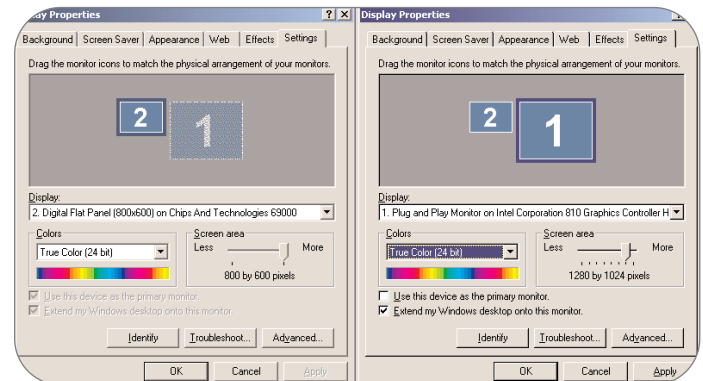 Display Properties
Background Screen Saver Appearance Web Effects Settings
Drag the monitor icons to match the physical arrangement of your monitors.
2
1
Display:
2. Digital Flat Panel (800x600) on Chips And Technologies 69000
Colors
True Color (24 bit)
Screen area
Less More
800 by 600 pixels
Use this device as the primary monitor.
Extend my Windows desktop onto this monitor.
Identify Troubleshoot... Advanced...
OK Cancel Apply
Display Properties
Background Screen Saver Appearance Web Effects Settings
Drag the monitor icons to match the physical arrangement of your monitors.
2
1
Display:
1. Plug and Play Monitor on Intel Corporation 810 Graphics Controller H
Colors
True Color (24 bit)
Screen area
Less More
1280 by 1024 pixels
Use this device as the primary monitor.
Extend my Windows desktop onto this monitor.
Identify Troubleshoot... Advanced...
OK Cancel Apply